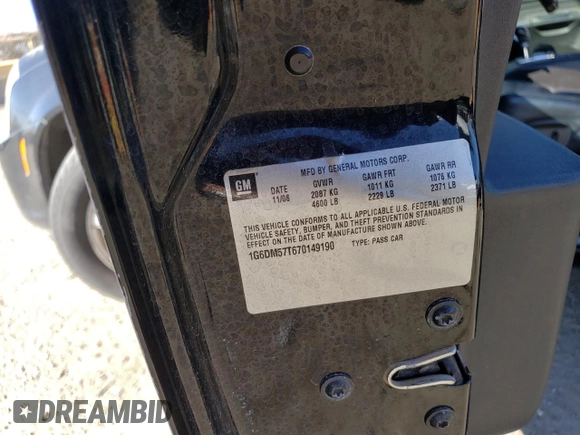 MFD BY GENERAL MOTORS CORP.
GM
DATE GVWR GAWR FRT GAWR RR
11/06 2087 KG 1011 KG 1076 KG
4600 LB 2229 LB 2371 LB
THIS VEHICLE CONFORMS TO ALL APPLICABLE U.S. FEDERAL MOTOR
VEHICLE SAFETY, BUMPER, AND THEFT PREVENTION STANDARDS IN
EFFECT ON THE DATE OF MANUFACTURE SHOWN ABOVE.
1G6DM57T670149190 TYPE: PASS CAR
DREAMBID